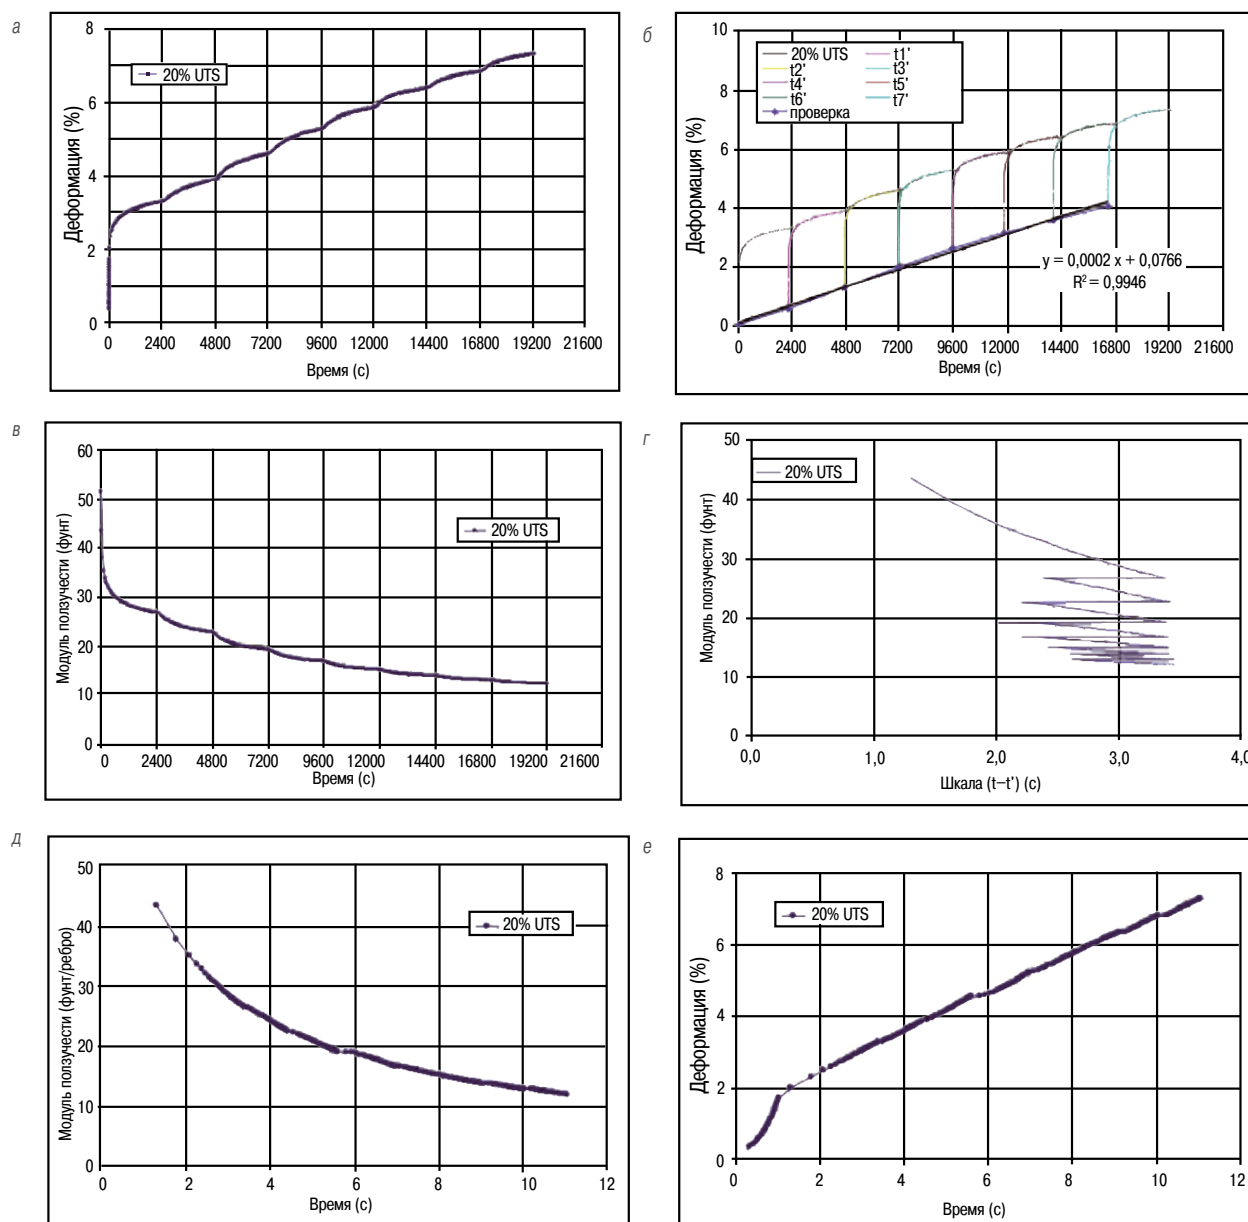 а
8
6
4
2
0
Деформация (%)
20% UTS
0 2400 4800 7200 9600 12000 14400 16800 19200 21600
Время (с)
б
10
8
6
4
2
0
Деформация (%)
20% UTS t1'
t2' t3'
t4' t5'
t6' t7'
проверка
y = 0,0002 x + 0,0766
R² = 0,9946
0 2400 4800 7200 9600 12000 14400 16800 19200 21600
Время (с)
в
60
50
40
30
20
10
0
Модуль ползучести (фунт)
20% UTS
0 2400 4800 7200 9600 12000 14400 16800 19200 21600
Время (с)
г
50
40
30
20
10
0
Модуль ползучести (фунт)
20% UTS
0,0 1,0 2,0 3,0 4,0
Шкала (t–t') (с)
д
50
40
30
20
10
0
Модуль ползучести (фунт/ребро)
20% UTS
0 2 4 6 8 10 12
Время (с)
е
8
6
4
2
0
Деформация (%)
20% UTS
0 2 4 6 8 10 12
Время (с)